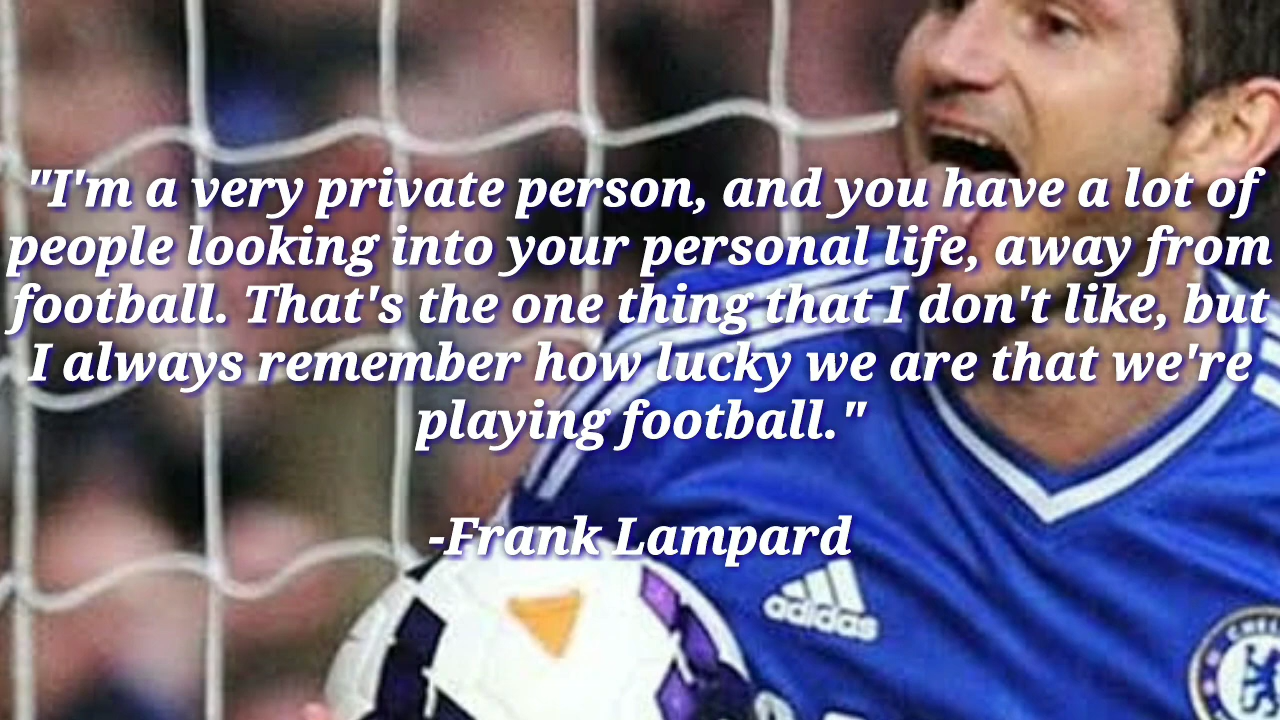 "I'm a very private person, and you have a lot of
people looking into your personal life, away from
football. That's the one thing that I don't like, but
I always remember how lucky we are that we're
playing football."
-Frank Lampard
adidas